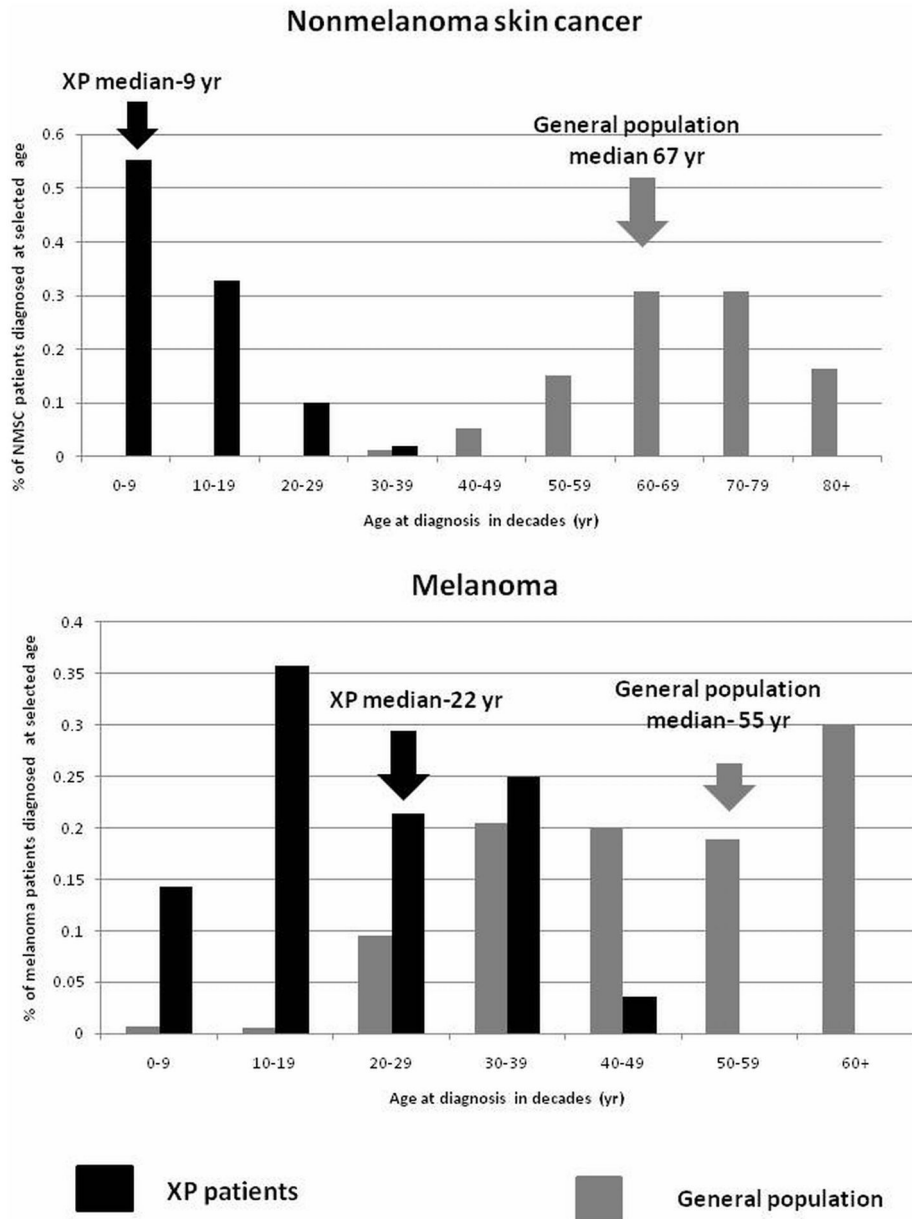 Nonmelanoma skin cancer
XP median-9 yr
General population
median 67 yr
% of NMSC patients diagnosed at selected age
0.6
0.5
0.4
0.3
0.2
0.1
0
0-9 10-19 20-29 30-39 40-49 50-59 60-69 70-79 80+
Age at diagnosis in decades (yr)
Melanoma
XP median-22 yr
General population
median- 55 yr
% of melanoma patients diagnosed at selected age
0.4
0.35
0.3
0.25
0.2
0.15
0.1
0.05
0
0-9 10-19 20-29 30-39 40-49 50-59 60+
Age at diagnosis in decades (yr)
XP patients
General population